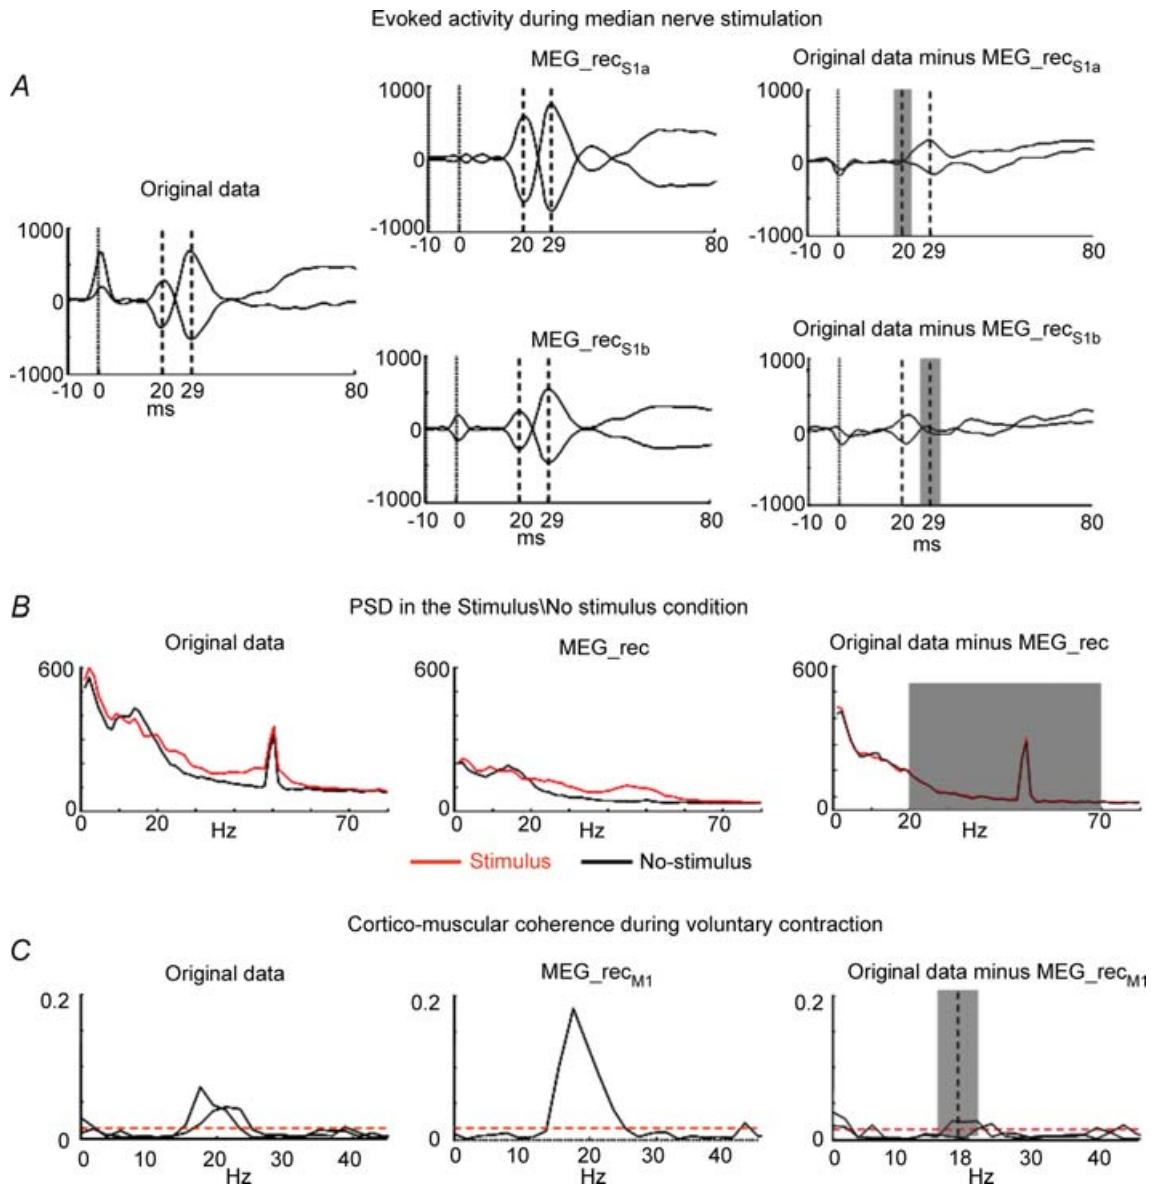 Evoked activity during median nerve stimulation
A
Original data
1000
0
-1000
-10 0 20 29 80
ms
MEG_recS1a
1000
0
-1000
-10 0 20 29 80
Original data minus MEG_recS1a
1000
0
-1000
-10 0 20 29 80
MEG_recS1b
1000
0
-1000
-10 0 20 29 80
ms
Original data minus MEG_recS1b
1000
0
-1000
-10 0 20 29 80
ms
B
PSD in the Stimulus\No stimulus condition
Original data
600
0
0 20 70
Hz
MEG_rec
600
0
0 20 70
Hz
Original data minus MEG_rec
600
0
0 20 70
Hz
Stimulus
No-stimulus
Cortico-muscular coherence during voluntary contraction
C
Original data
0.2
0
0 10 20 30 40
Hz
MEG_recM1
0.2
0
0 10 20 30 40
Hz
Original data minus MEG_recM1
0.2
0
0 10 18 30 40
Hz